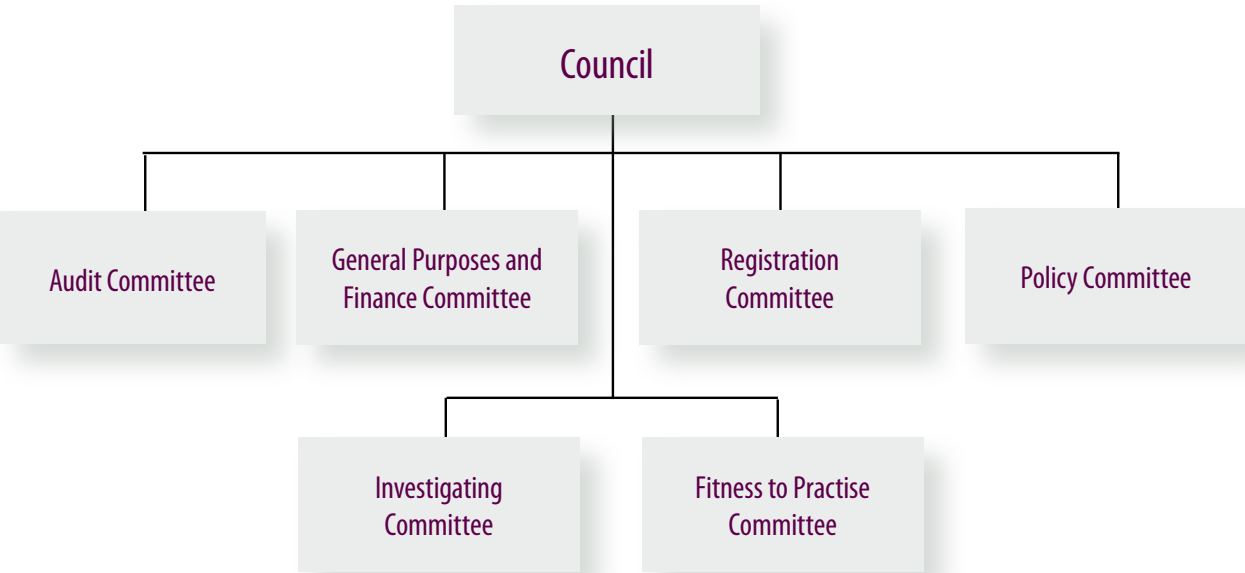 Council
Audit Committee
General Purposes and
Finance Committee
Registration
Committee
Policy Committee
Investigating
Committee
Fitness to Practise
Committee